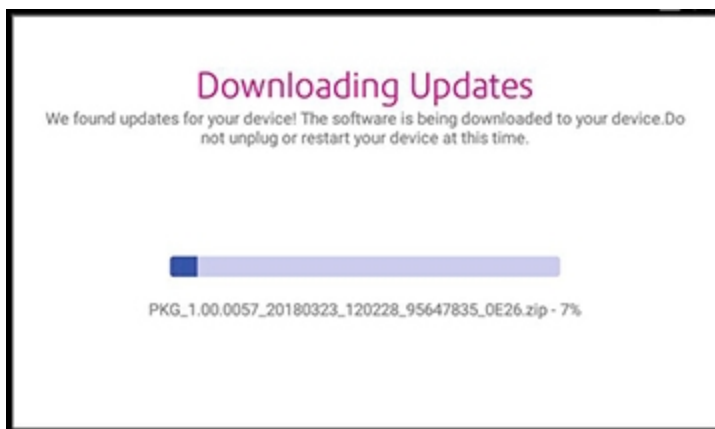 Downloading Updates
We found updates for your device! The software is being downloaded to your device.Do
not unplug or restart your device at this time.
PKG_1.00.0057_20180323_120228_95647835_0E26.zip - 7%